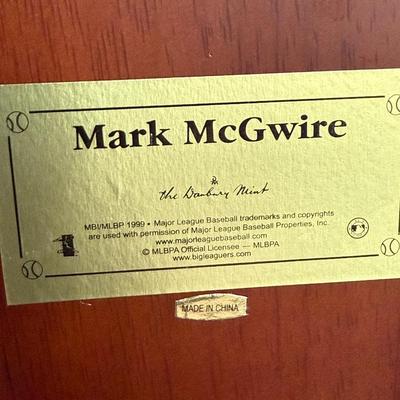 Mark McGwire
The Danbury Mint
MBI/MLBP 1999 • Major League Baseball trademarks and copyrights
are used with permission of Major League Baseball Properties, Inc.
www.majorleaguebaseball.com
© MLBPA Official Licensee — MLBPA
www.bigleaguers.com
MADE IN CHINA